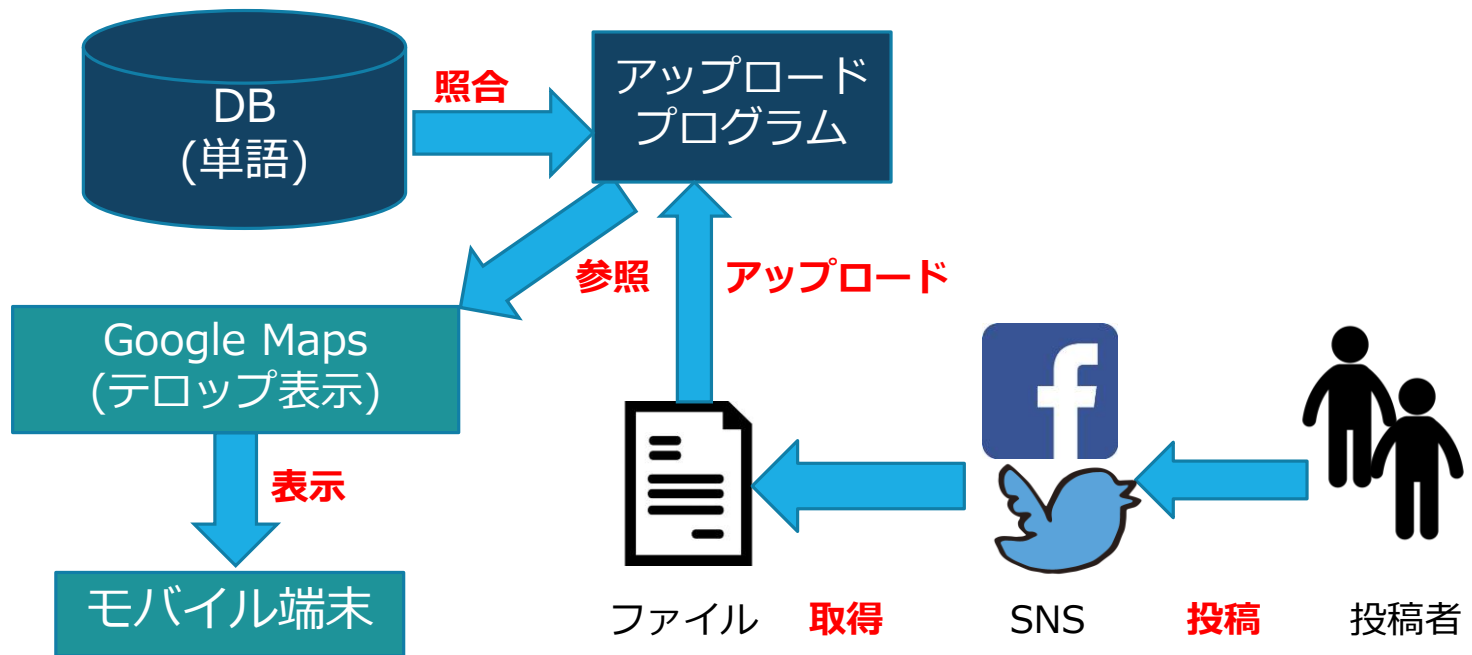 DB
(単語)
照合
アップロード
プログラム
参照
アップロード
Google Maps
(テロップ表示)
表示
モバイル端末
ファイル
取得
SNS
投稿
投稿者